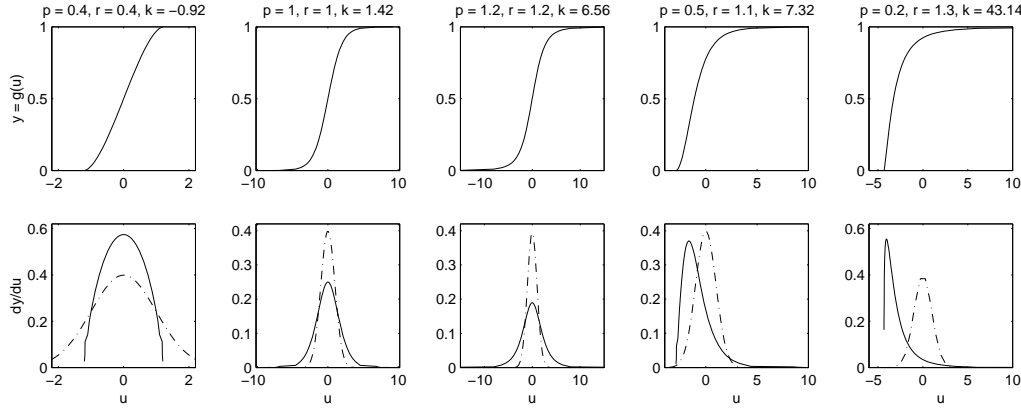 p = 0.4, r = 0.4, k = −0.92
p = 1, r = 1, k = 1.42
p = 1.2, r = 1.2, k = 6.56
p = 0.5, r = 1.1, k = 7.32
p = 0.2, r = 1.3, k = 43.14
y = g(u)
1
0.5
0
−2 0 2
1
0.5
0
−10 0 10
1
0.5
0
−10 0 10
1
0.5
0
0 5 10
1
0.5
0
−5 0 5 10
dy/du
0.6
0.4
0.2
0
−2 0 2
u
0.4
0.3
0.2
0.1
0
−10 0 10
u
0.4
0.3
0.2
0.1
0
−10 0 10
u
0.4
0.3
0.2
0.1
0
0 5 10
u
0.6
0.4
0.2
0
−5 0 5 10
u